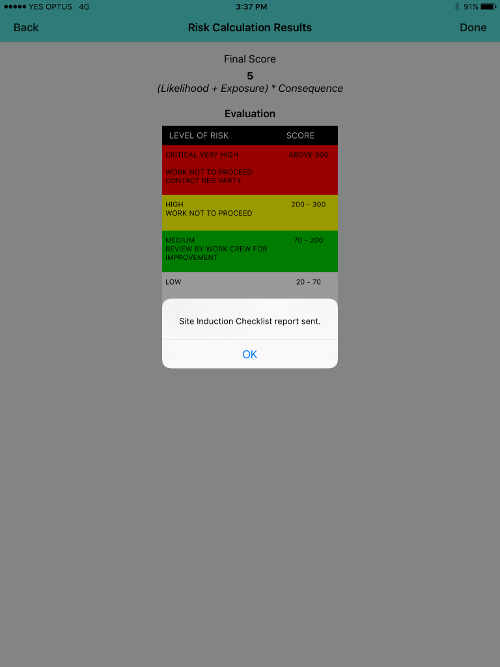 YES OPTUS 4G 3:37 PM 91%
Back Risk Calculation Results Done
Final Score
5
(Likelihood + Exposure) * Consequence
Evaluation
LEVEL OF RISK SCORE
CRITICAL VERY HIGH ABOVE 500
WORK NOT TO PROCEED
CONTACT REG VARTY
HIGH 200 - 300
WORK NOT TO PROCEED
MEDIUM 70 - 200
REVIEW BY WORK CREW FOR
IMPROVEMENT
LOW 20 - 70
Site Induction Checklist report sent.
OK